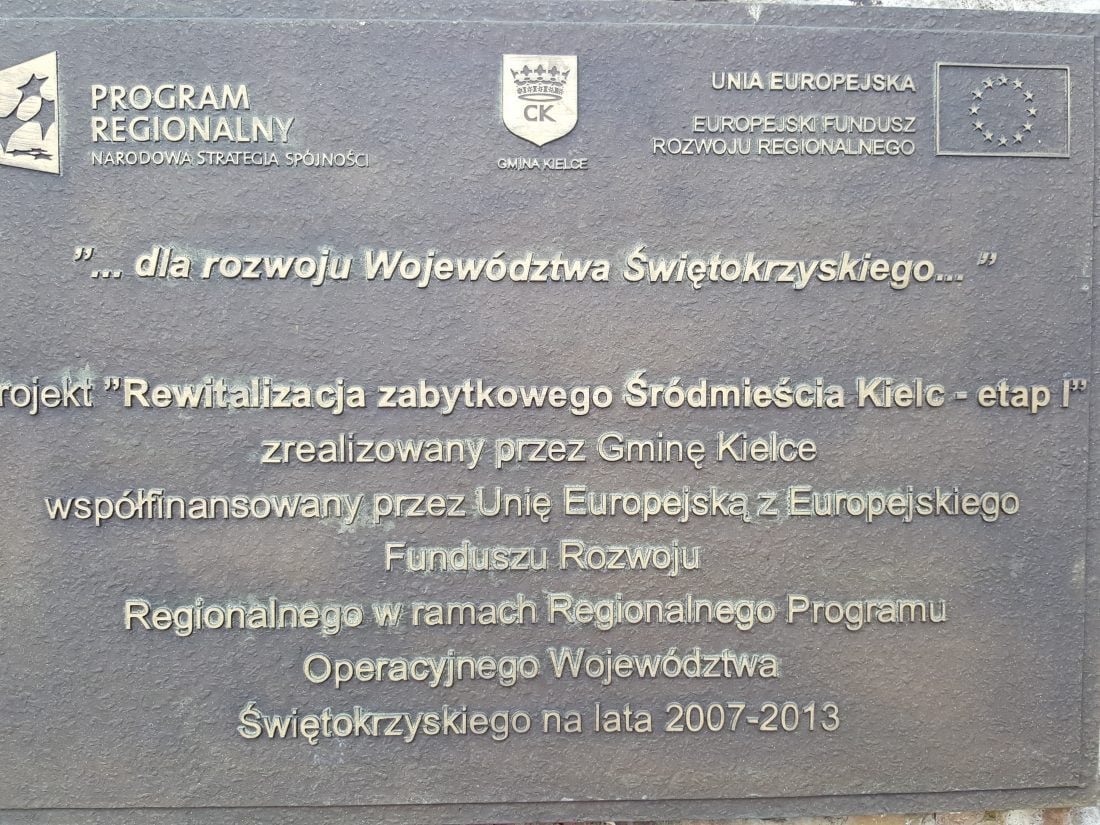 PROGRAM
REGIONALNY
NARODOWA STRATEGIA SPÓJNOŚCI
CK
GMINA KIELCE
UNIA EUROPEJSKA
EUROPEJSKI FUNDUSZ
ROZWOJU REGIONALNEGO
"... dla rozwoju Województwa Świętokrzyskiego... "
rojekt "Rewitalizacja zabytkowego Śródmieścia Kielc - etap I"
zrealizowany przez Gminę Kielce
współfinansowany przez Unię Europejską z Europejskiego
Funduszu Rozwoju
Regionalnego w ramach Regionalnego Programu
Operacyjnego Województwa
Świętokrzyskiego na lata 2007-2013